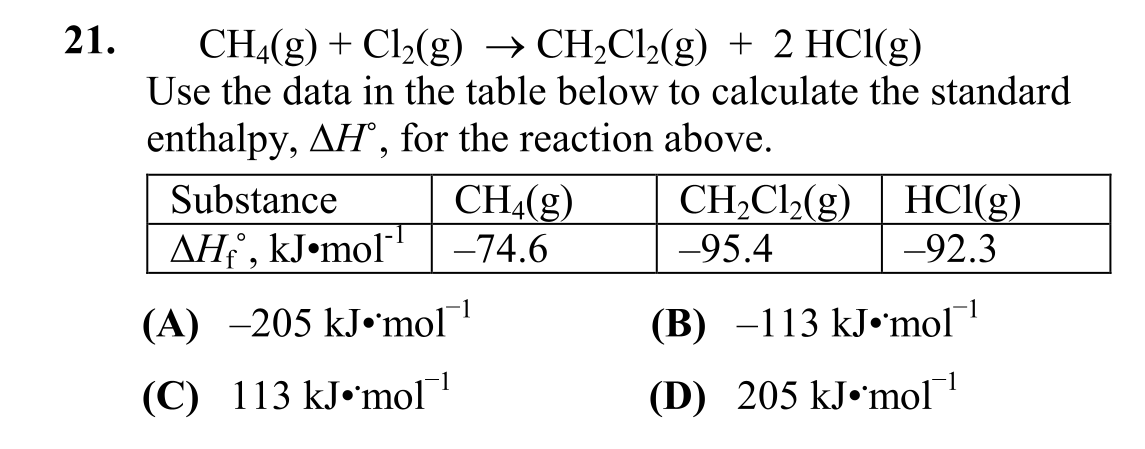 21. CH₄(g) + Cl₂(g) → CH₂Cl₂(g) + 2 HCl(g)
Use the data in the table below to calculate the standard
enthalpy, ΔH°, for the reaction above.
Substance CH₄(g) CH₂Cl₂(g) HCl(g)
ΔHf°, kJ•mol⁻¹ –74.6 –95.4 –92.3
(A) –205 kJ•mol⁻¹ (B) –113 kJ•mol⁻¹
(C) 113 kJ•mol⁻¹ (D) 205 kJ•mol⁻¹